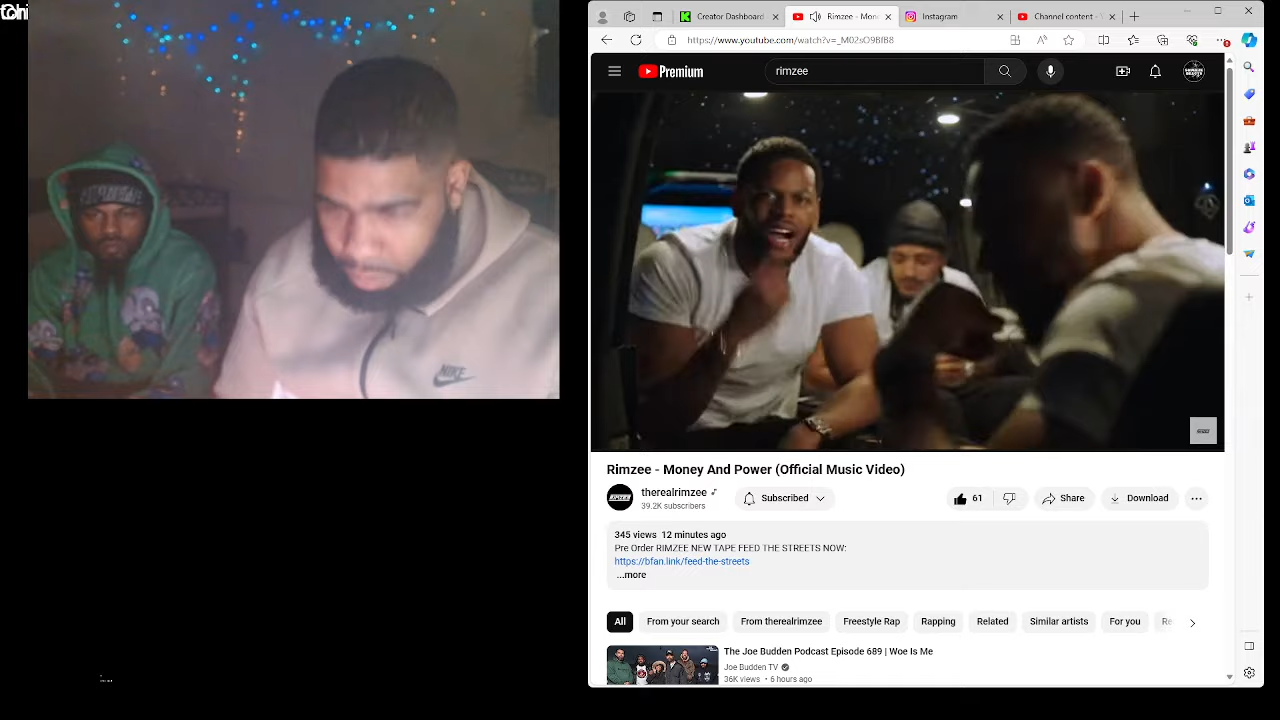 NIKE
Creator Dashboard
Rimzee - Mon
Instagram
Channel content - Y
https://www.youtube.com/watch?v=_M02sO9BfB8
Premium
rimzee
Rimzee - Money And Power (Official Music Video)
therealrimzee
39.2K subscribers
Subscribed
61
Share
Download
345 views 12 minutes ago
Pre Order RIMZEE NEW TAPE FEED THE STREETS NOW:
https://bfan.link/feed-the-streets
...more
All
From your search
From therealrimzee
Freestyle Rap
Rapping
Related
Similar artists
For you
Re
The Joe Budden Podcast Episode 689 | Woe Is Me
Joe Budden TV
36K views • 6 hours ago